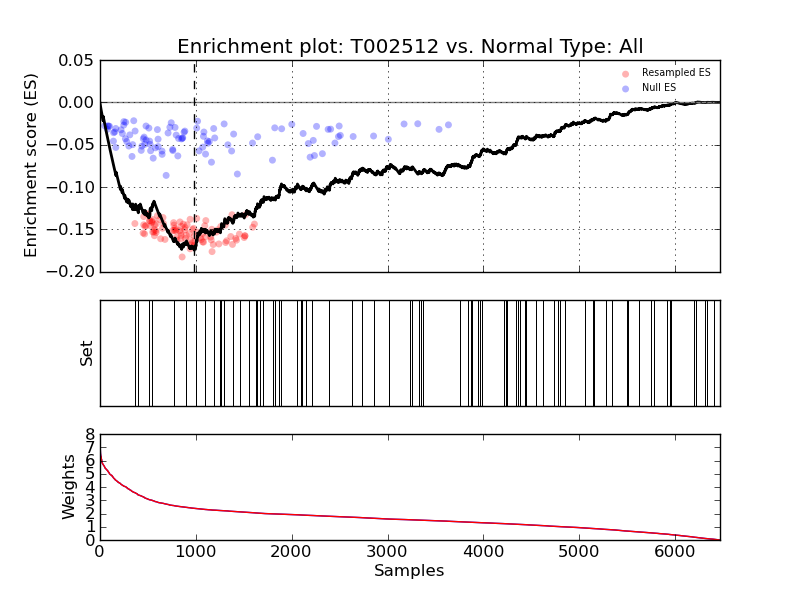 Enrichment plot: T002512 vs. Normal Type: All
Enrichment score (ES)
0.05
0.00
−0.05
−0.10
−0.15
−0.20
Resampled ES
Null ES
Set
Weights
8
7
6
5
4
3
2
1
0
0 1000 2000 3000 4000 5000 6000
Samples